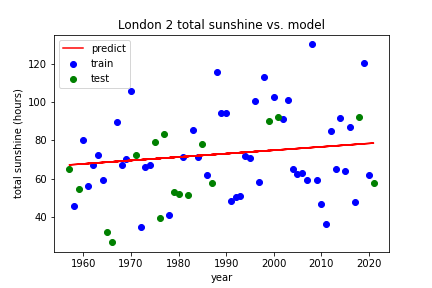 London 2 total sunshine vs. model
predict
train
test
total sunshine (hours)
120
100
80
60
40
1960
1970
1980
1990
2000
2010
2020
year